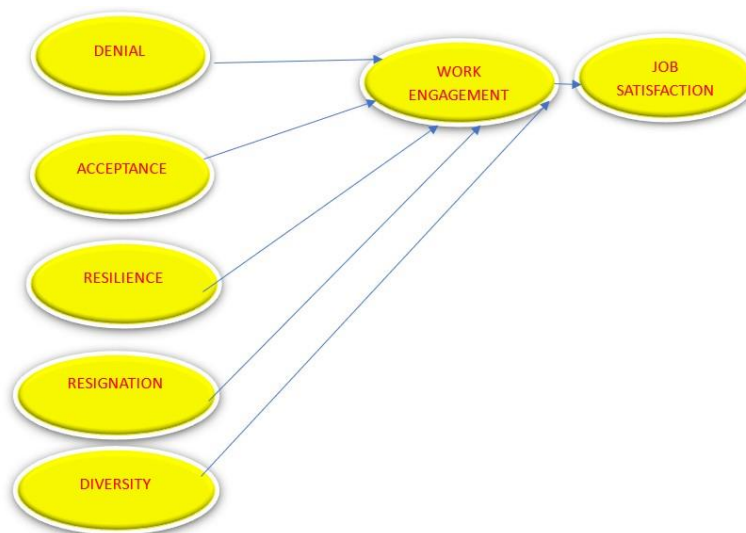 DENIAL
WORK
ENGAGEMENT
JOB
SATISFACTION
ACCEPTANCE
RESILIENCE
RESIGNATION
DIVERSITY